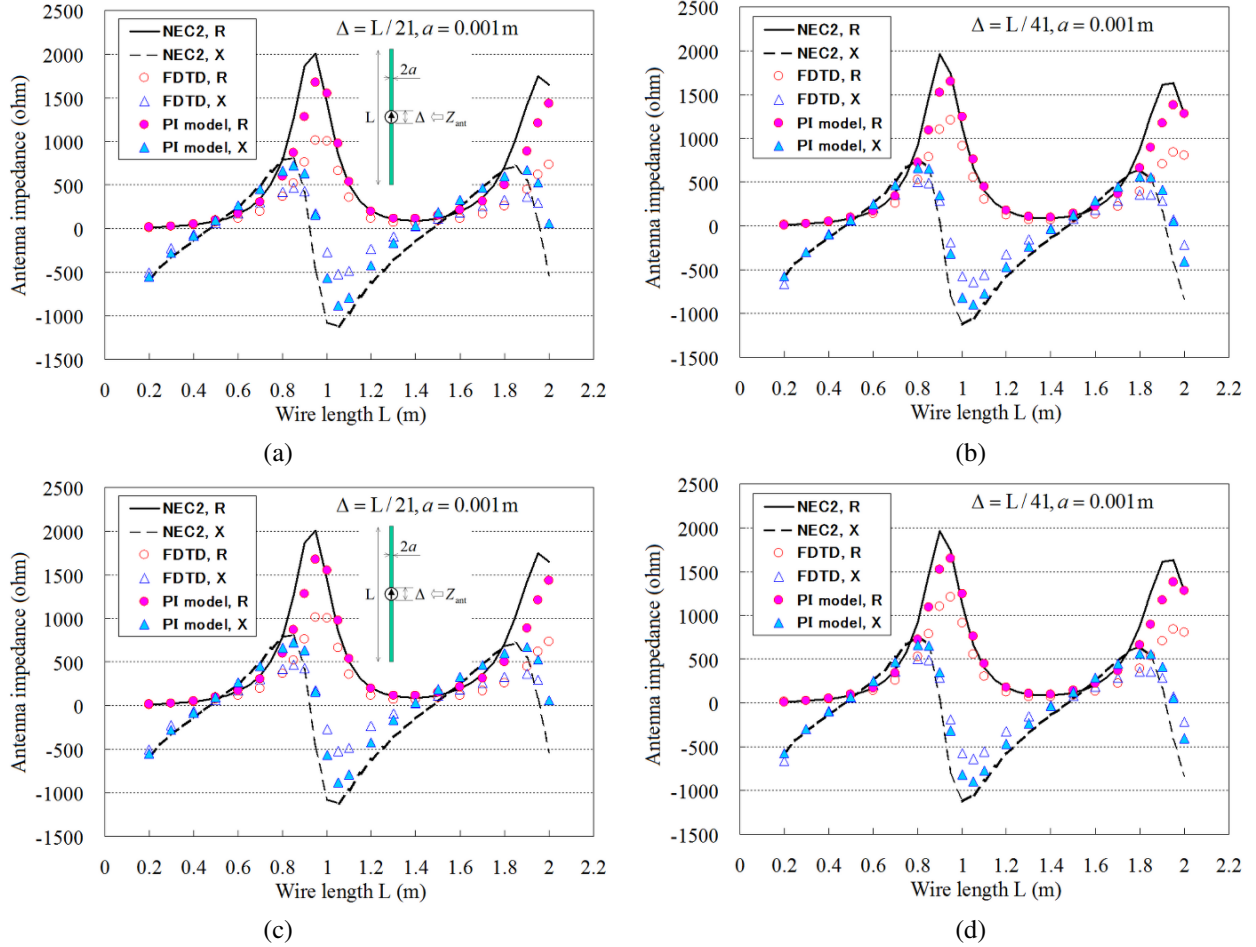 2500
2000
1500
1000
500
0
-500
-1000
-1500
Antenna impedance (ohm)
NEC2, R
NEC2, X
FDTD, R
FDTD, X
PI model, R
PI model, X
Δ = L / 21, a = 0.001m
2a
L
Δ ⇦ Zant
0 0.2 0.4 0.6 0.8 1.0 1.2 1.4 1.6 1.8 2.0 2.2
Wire length L (m)
(a)
2500
2000
1500
1000
500
0
-500
-1000
-1500
Antenna impedance (ohm)
NEC2, R
NEC2, X
FDTD, R
FDTD, X
PI model, R
PI model, X
Δ = L / 41, a = 0.001m
0 0.2 0.4 0.6 0.8 1 1.2 1.4 1.6 1.8 2 2.2
Wire length L (m)
(b)
2500
2000
1500
1000
500
0
-500
-1000
-1500
Antenna impedance (ohm)
NEC2, R
NEC2, X
FDTD, R
FDTD, X
PI model, R
PI model, X
Δ = L / 21, a = 0.001m
2a
L
Δ ⇦ Zant
0 0.2 0.4 0.6 0.8 1.0 1.2 1.4 1.6 1.8 2.0 2.2
Wire length L (m)
(c)
2500
2000
1500
1000
500
0
-500
-1000
-1500
Antenna impedance (ohm)
NEC2, R
NEC2, X
FDTD, R
FDTD, X
PI model, R
PI model, X
Δ = L / 41, a = 0.001m
0 0.2 0.4 0.6 0.8 1 1.2 1.4 1.6 1.8 2 2.2
Wire length L (m)
(d)